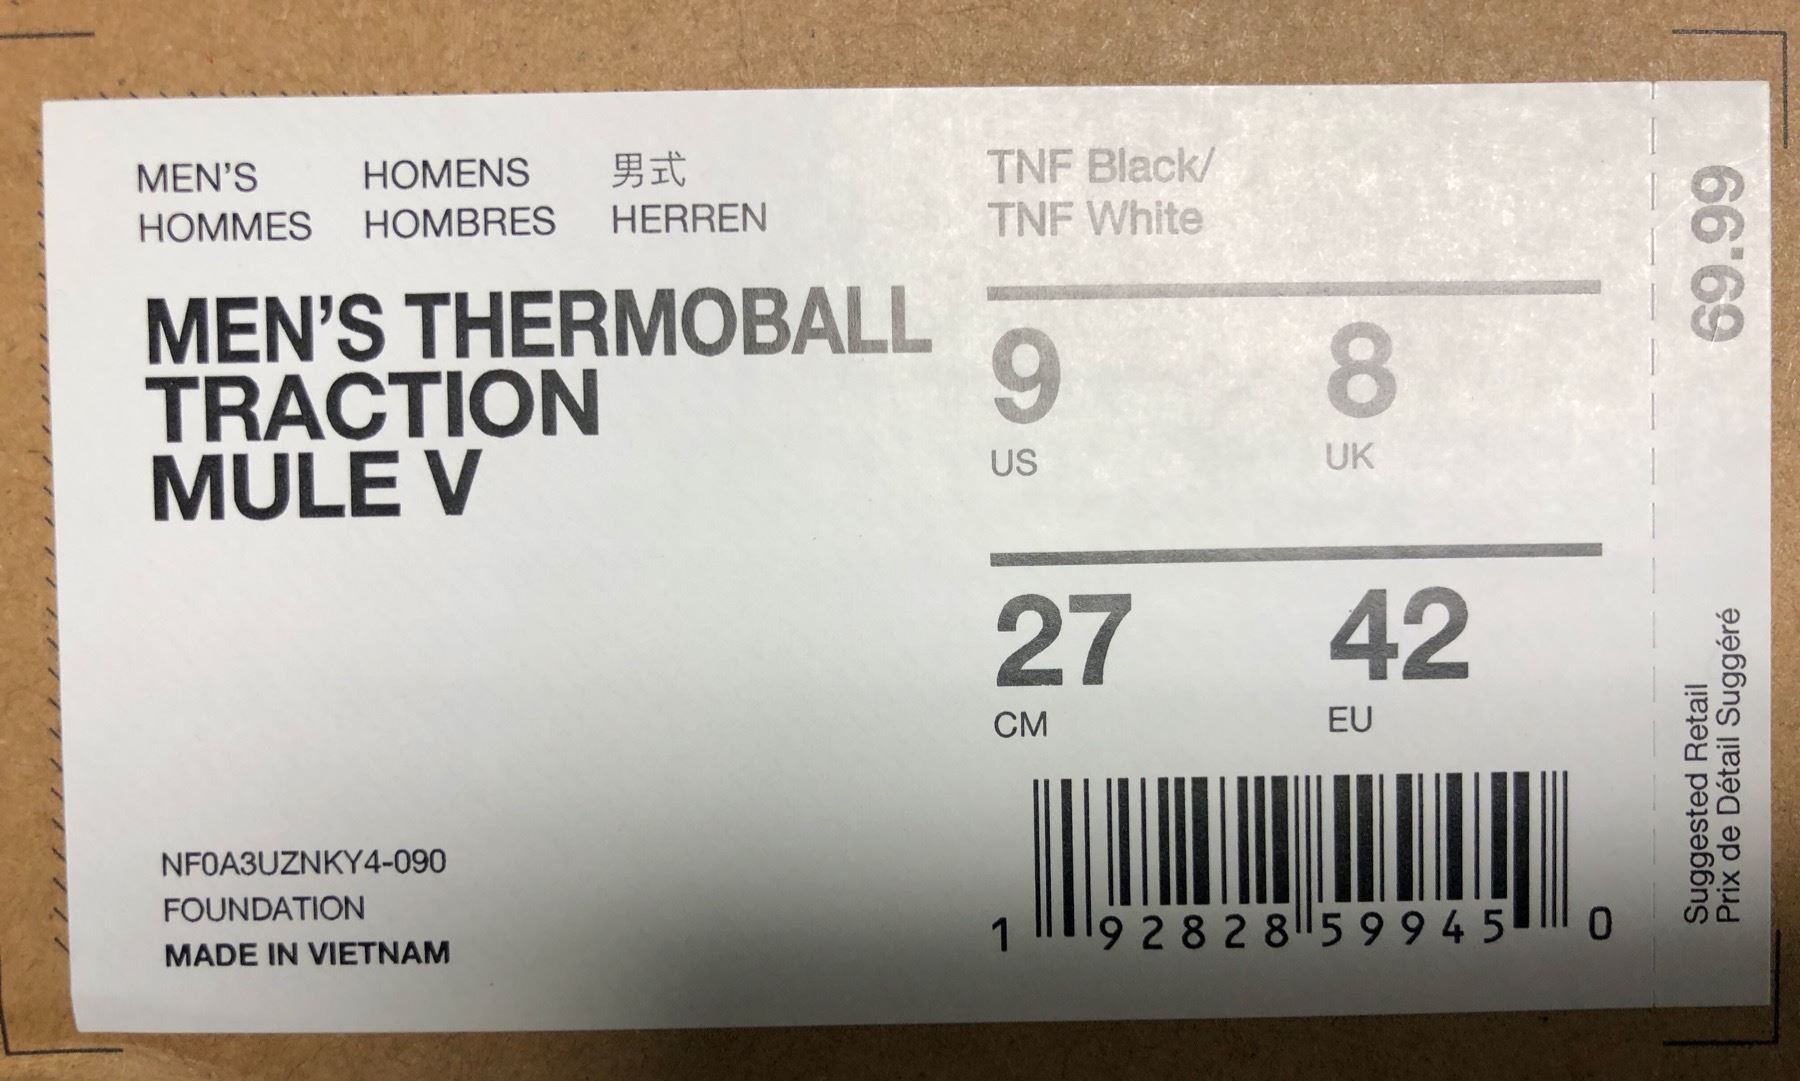 MEN'S HOMENS 男式
HOMMES HOMBRES HERREN
MEN'S THERMOBALL
TRACTION
MULE V
NF0A3UZNKY4-090
FOUNDATION
MADE IN VIETNAM
TNF Black/
TNF White
9 8
US UK
27 42
CM EU
1 92828 59945 0
69.99
Suggested Retail
Prix de Détail Suggéré